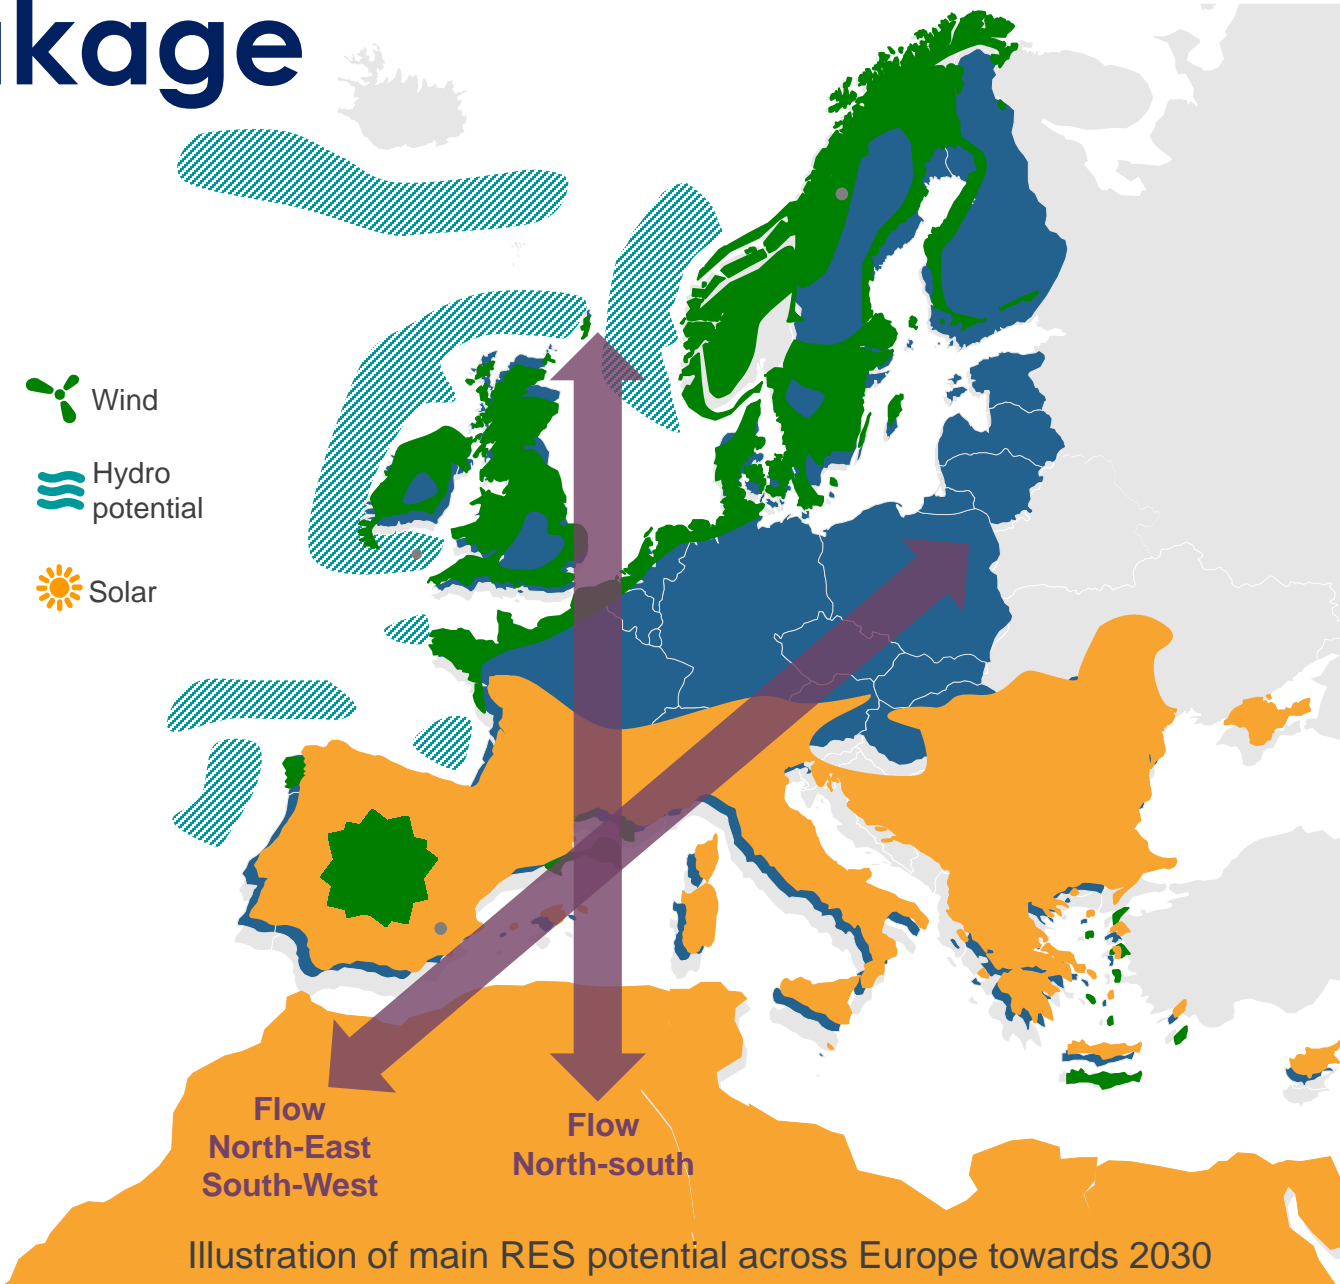 akage
Wind
Hydro
potential
Solar
Flow
North-East
South-West
Flow
North-south
Illustration of main RES potential across Europe towards 2030